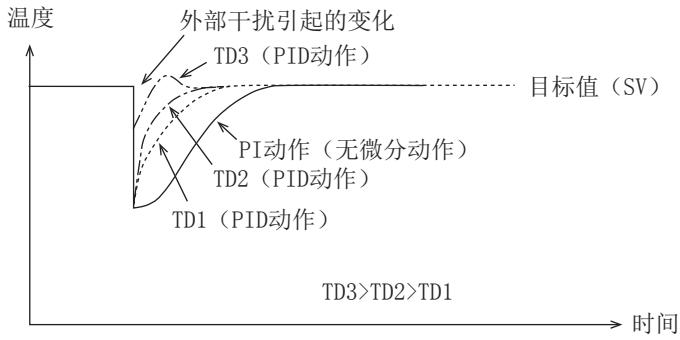 温度
外部干扰引起的变化
TD3（PID动作）
目标值（SV）
PI动作（无微分动作）
TD2（PID动作）
TD1（PID动作）
TD3>TD2>TD1
时间